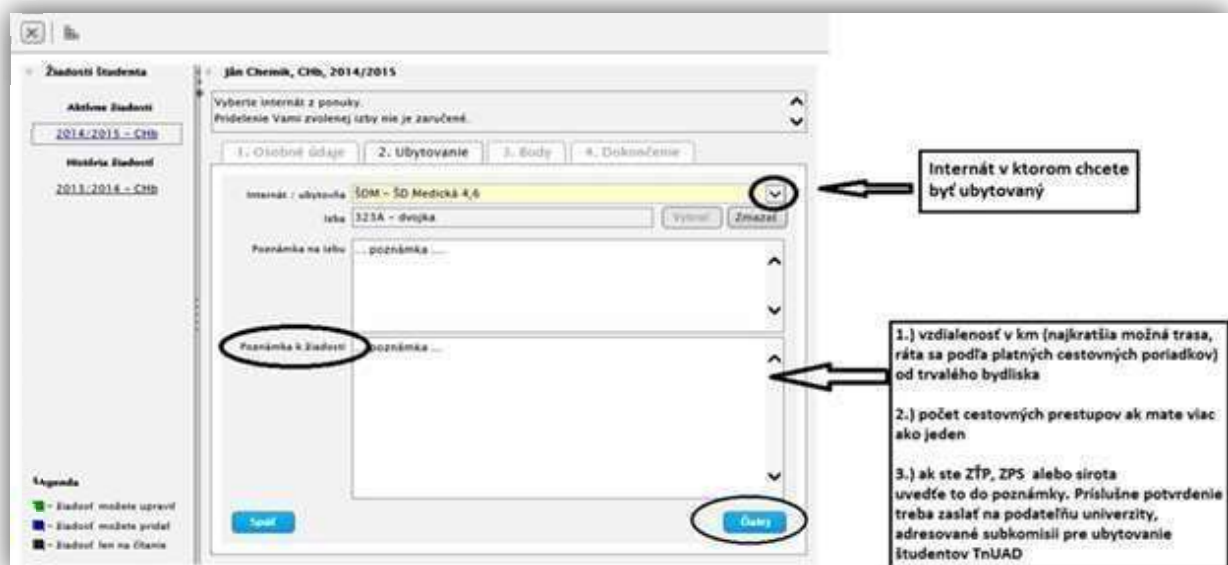 Žiadosti študenta
Aktívne žiadosti
2014/2015 - CHb
História žiadostí
2013/2014 - CHb
Legenda
- žiadosť možete upraviť
- žiadosť možete pridať
- žiadosť len na čítanie
Ján Chemik, CHb, 2014/2015
Vyberte internát z ponuky.
Pridelenie Vami zvolenej izby nie je zaručené.
1. Osobné údaje
2. Ubytovanie
3. Body
4. Dokončenie
Internát / ubytovňa ŠDM - ŠD Medická 4,6
Izba 323A - dvojka Vybrať Zmazať
Poznámka na izbu ... poznámka ...
Poznámka k žiadosti poznámka ...
Späť
Ďalej
Internát v ktorom chcete
byť ubytovaný
1.) vzdialenosť v km (najkratšia možná trasa,
ráta sa podľa platných cestovných poriadkov)
od trvalého bydliska
2.) počet cestovných prestupov ak mate viac
ako jeden
3.) ak ste ZŤP, ZPS alebo sirota
uveďte to do poznámky. Príslušne potvrdenie
treba zaslať na podateľňu univerzity,
adresované subkomisii pre ubytovanie
študentov TnUAD